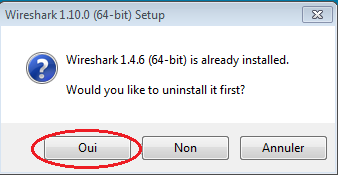 Wireshark 1.10.0 (64-bit) Setup
Wireshark 1.4.6 (64-bit) is already installed.
Would you like to uninstall it first?
Oui
Non
Annuler